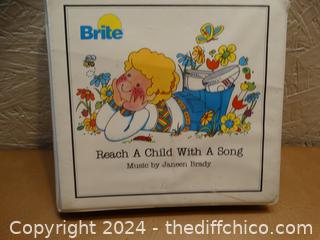 Brite
Reach A Child With A Song
Music by Janeen Brady
Copyright 2024 - thediffchico.com